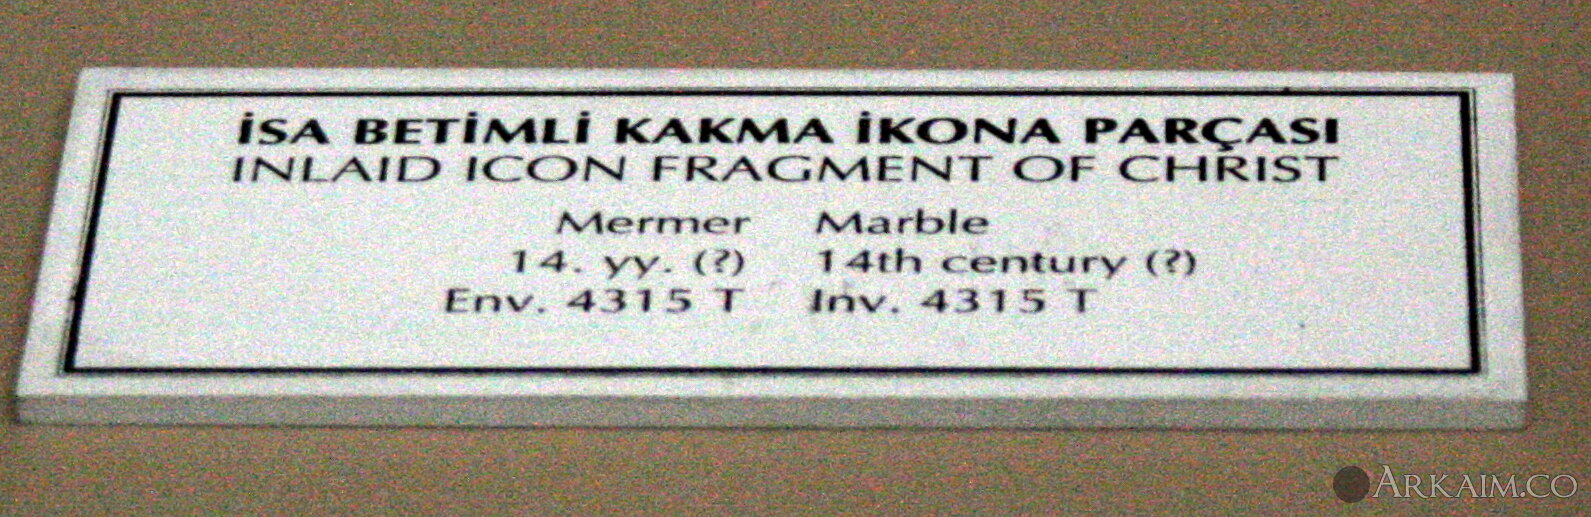 İSA BETİMLİ KAKMA İKONA PARÇASI
INLAID ICON FRAGMENT OF CHRIST
Mermer Marble
14. yy. (?) 14th century (?)
Env. 4315 T Inv. 4315 T
ARKAIM.CO